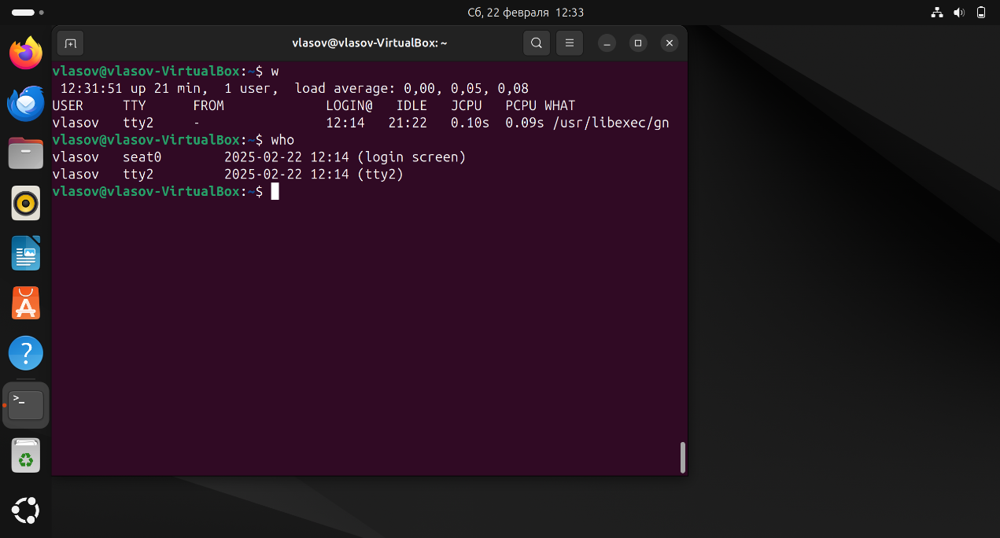 Сб, 22 февраля 12:33
vlasov@vlasov-VirtualBox: ~
vlasov@vlasov-VirtualBox:~$ w
 12:31:51 up 21 min,  1 user,  load average: 0,00, 0,05, 0,08
USER     TTY      FROM             LOGIN@   IDLE   JCPU   PCPU WHAT
vlasov   tty2     -                12:14   21:22   0.10s  0.09s /usr/libexec/gn
vlasov@vlasov-VirtualBox:~$ who
vlasov   seat0        2025-02-22 12:14 (login screen)
vlasov   tty2         2025-02-22 12:14 (tty2)
vlasov@vlasov-VirtualBox:~$